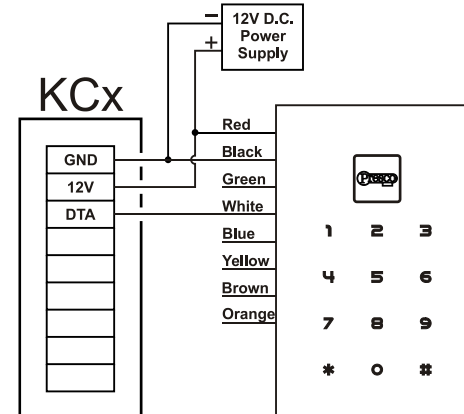 −
+
12V D.C.
Power
Supply
KCx
GND
12V
DTA
Red
Black
Green
White
Blue
Yellow
Brown
Orange
Presco
1 2 3
4 5 6
7 8 9
* 0 #